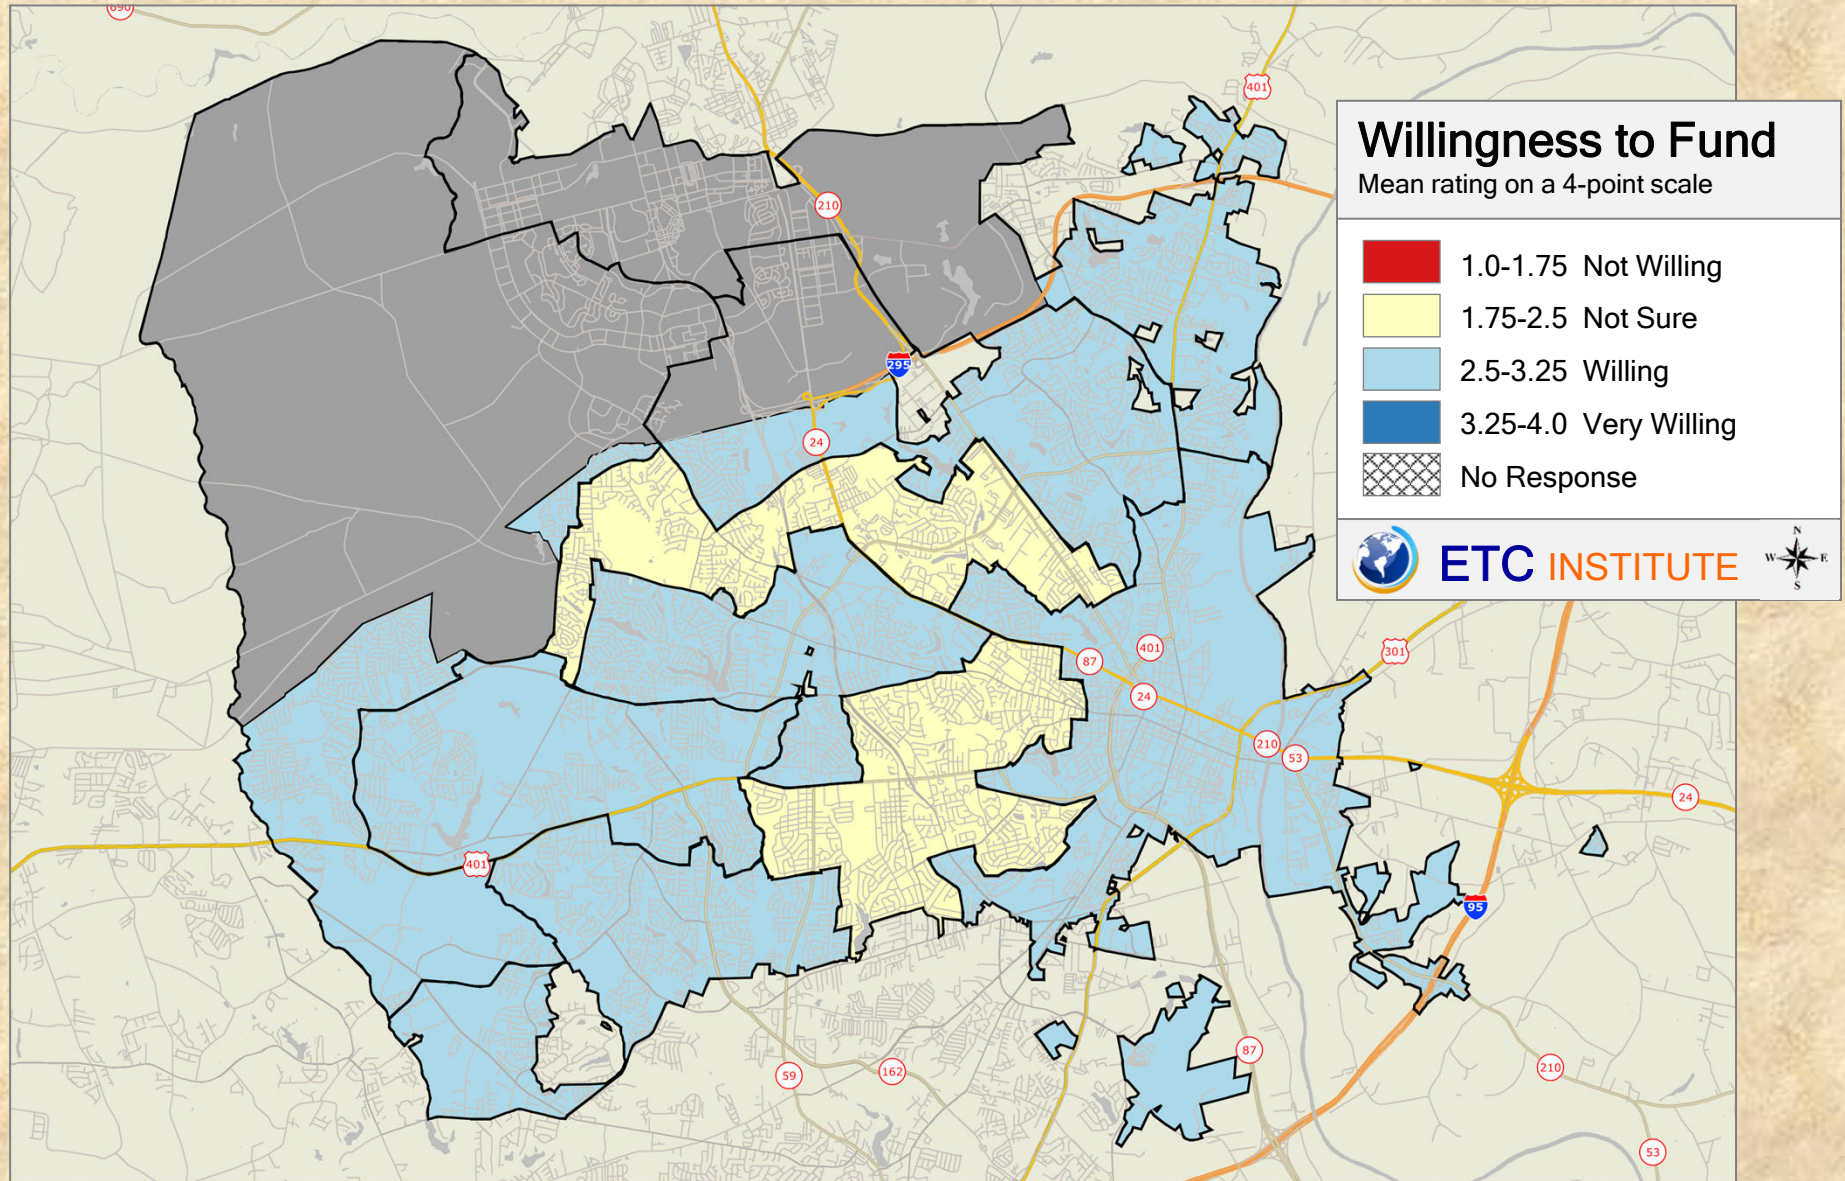 690
401
Willingness to Fund
Mean rating on a 4-point scale
210
1.0-1.75 Not Willing
1.75-2.5 Not Sure
295
2.5-3.25 Willing
3.25-4.0 Very Willing
24
No Response
N
W E
S
ETC INSTITUTE
401
301
87
24
210
53
24
401
95
87
210
162
59
53